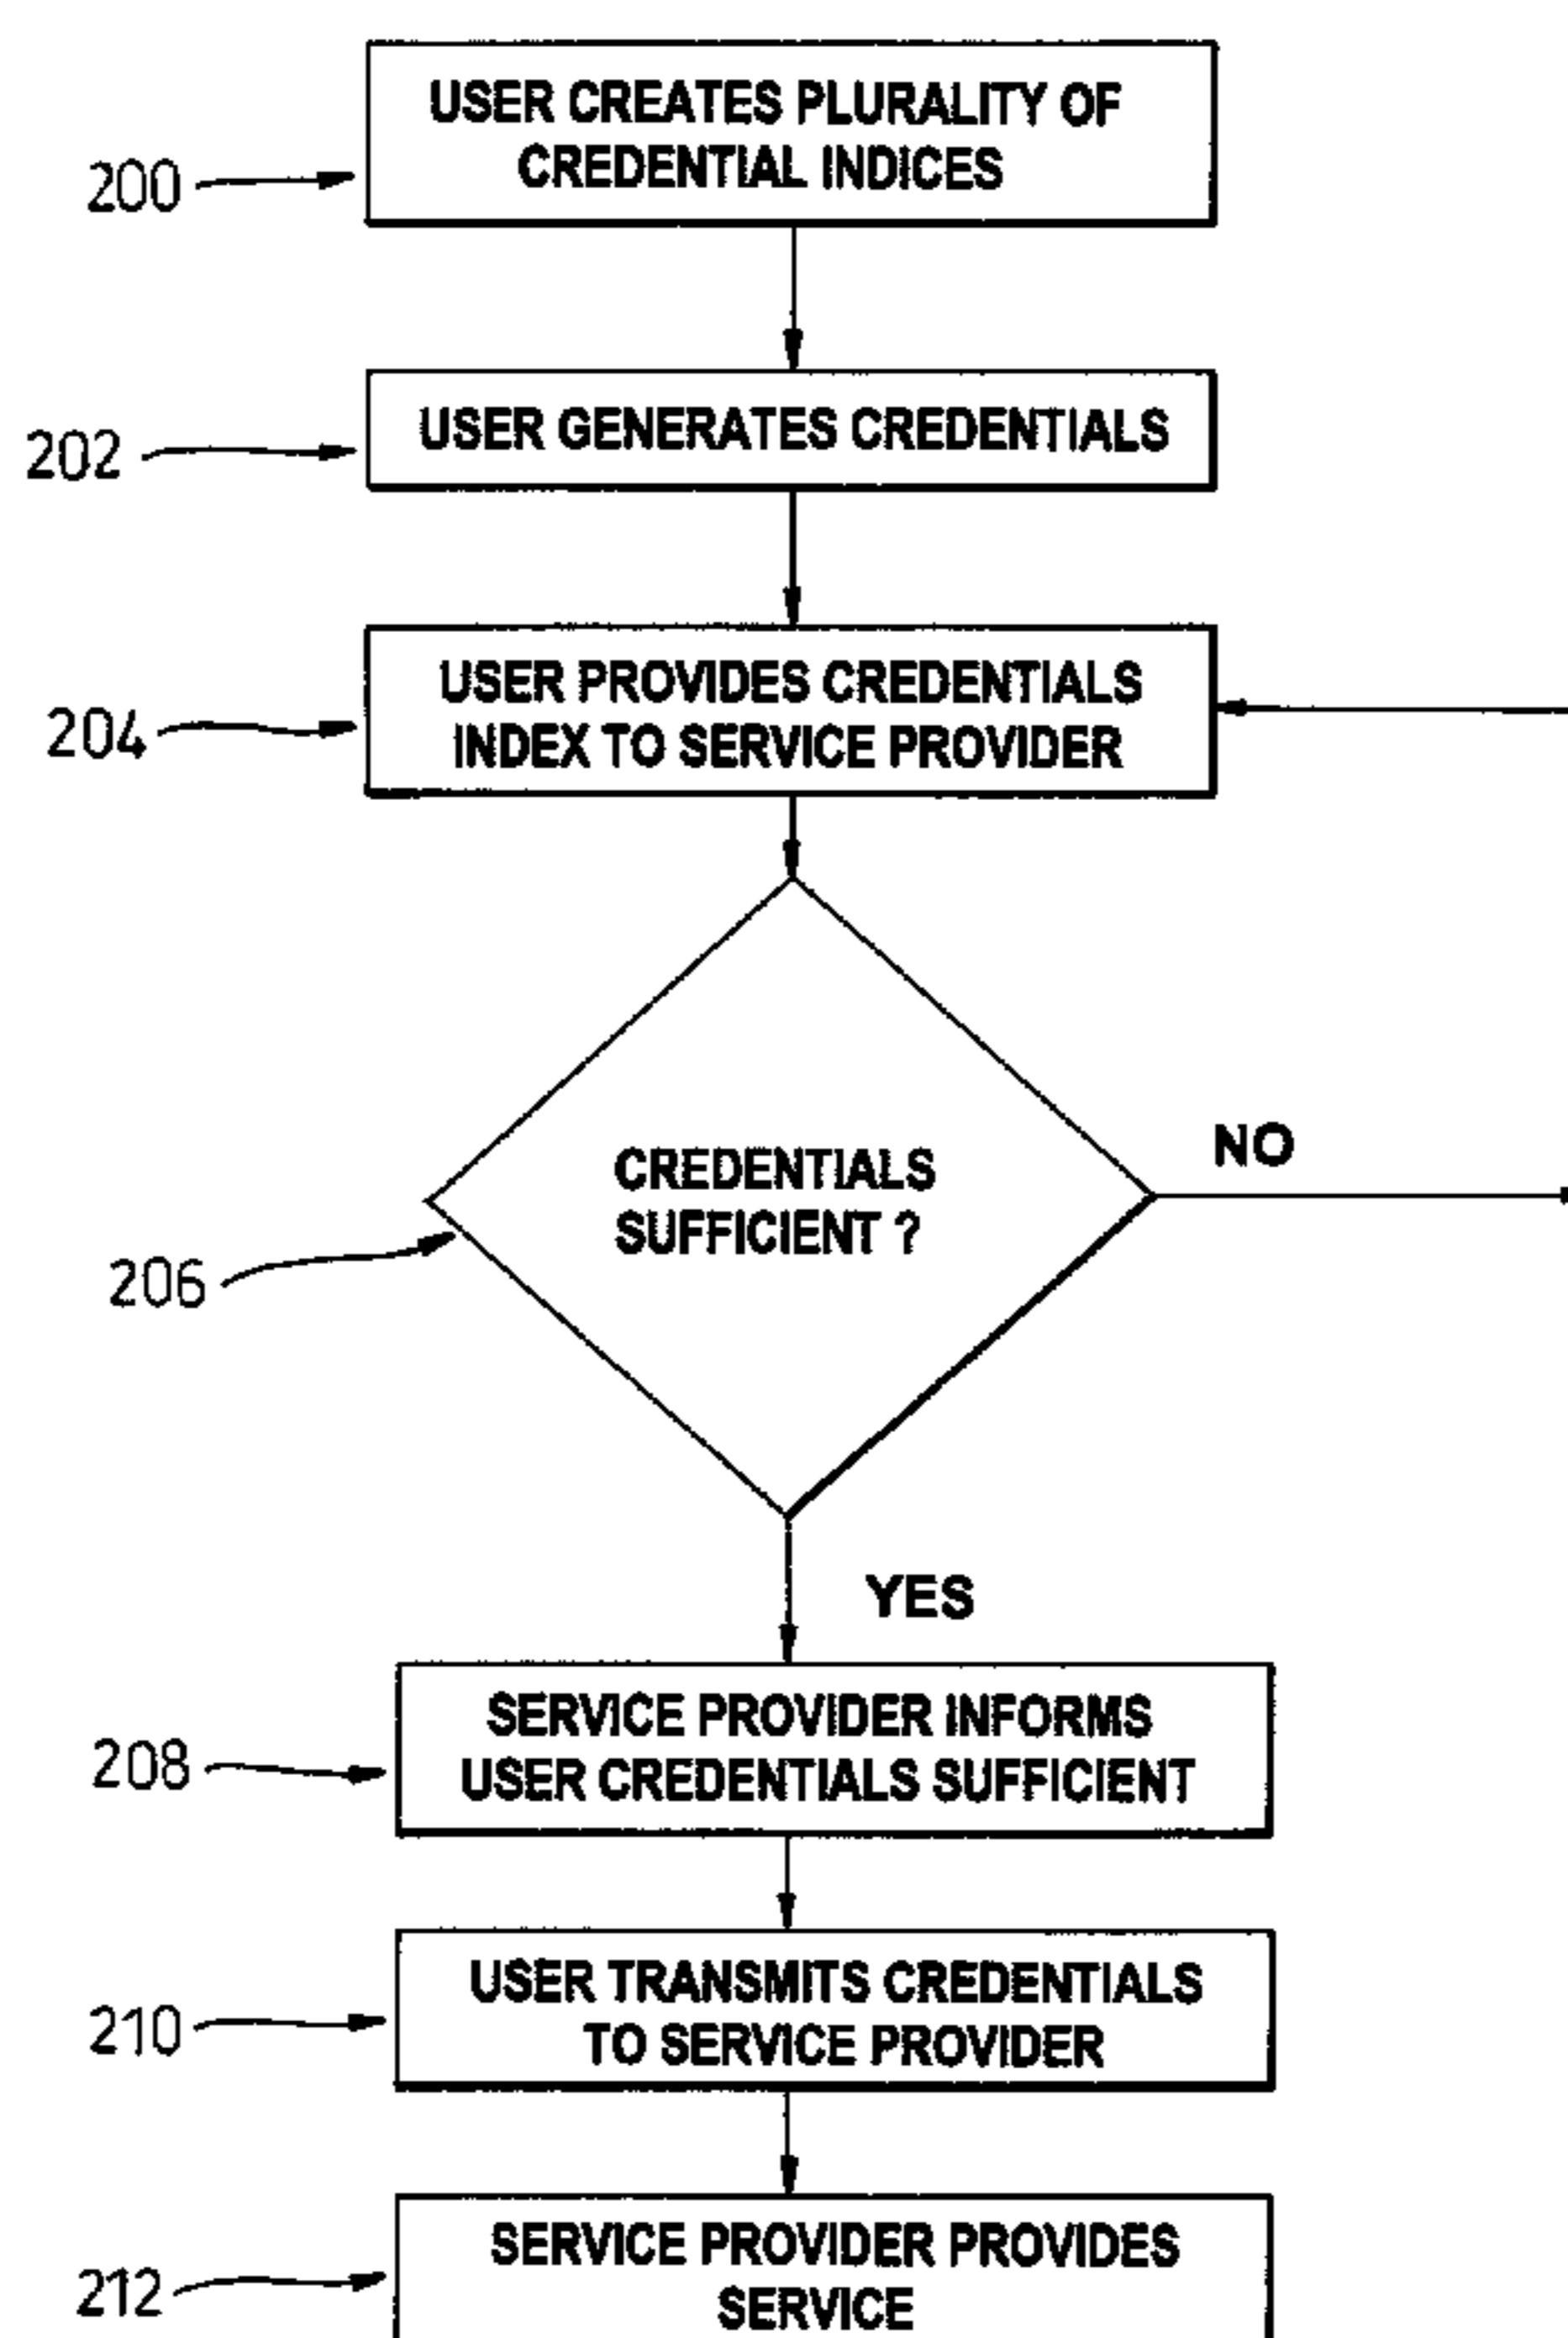 USER CREATES PLURALITY OF
CREDENTIAL INDICES
200
USER GENERATES CREDENTIALS
202
USER PROVIDES CREDENTIALS
INDEX TO SERVICE PROVIDER
204
CREDENTIALS
SUFFICIENT ?
NO
206
YES
SERVICE PROVIDER INFORMS
USER CREDENTIALS SUFFICIENT
208
USER TRANSMITS CREDENTIALS
TO SERVICE PROVIDER
210
SERVICE PROVIDER PROVIDES
SERVICE
212